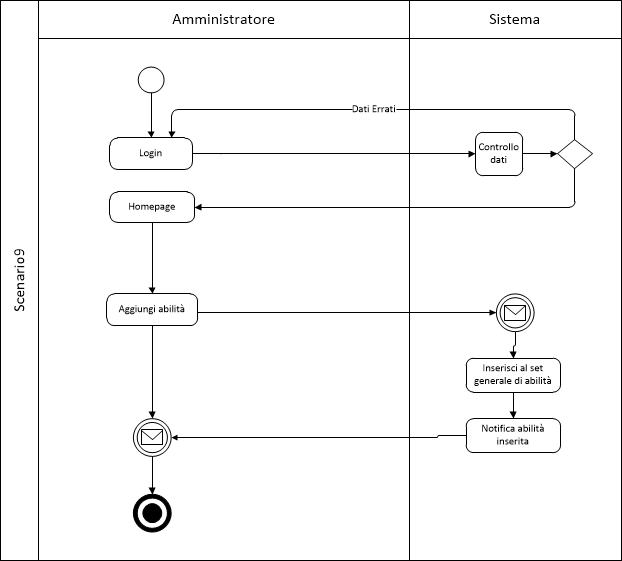 Amministratore
Sistema
Scenario9
Dati Errati
Login
Controllo
dati
Homepage
Aggiungi abilità
Inserisci al set
generale di abilità
Notifica abilità
inserita